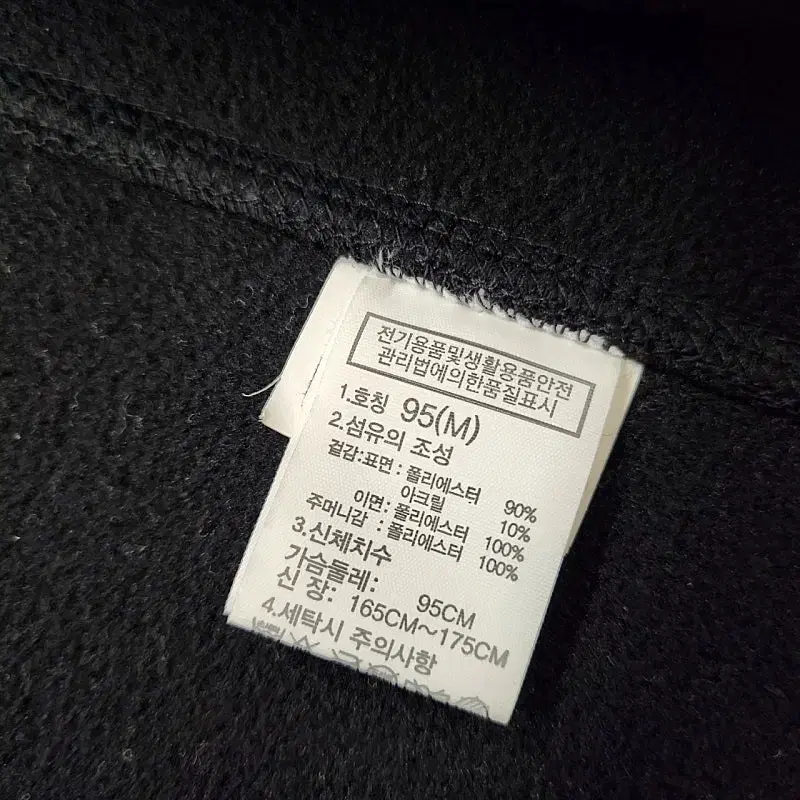 전기용품및생활용품안전
관리법에의한품질표시
1.호칭 95(M)
2.섬유의 조성
겉감:표면 : 폴리에스터 90%
아크릴 10%
이면: 폴리에스터 100%
주머니감 : 폴리에스터 100%
3.신체치수
가슴둘레: 95CM
신 장: 165CM~175CM
4.세탁시 주의사항